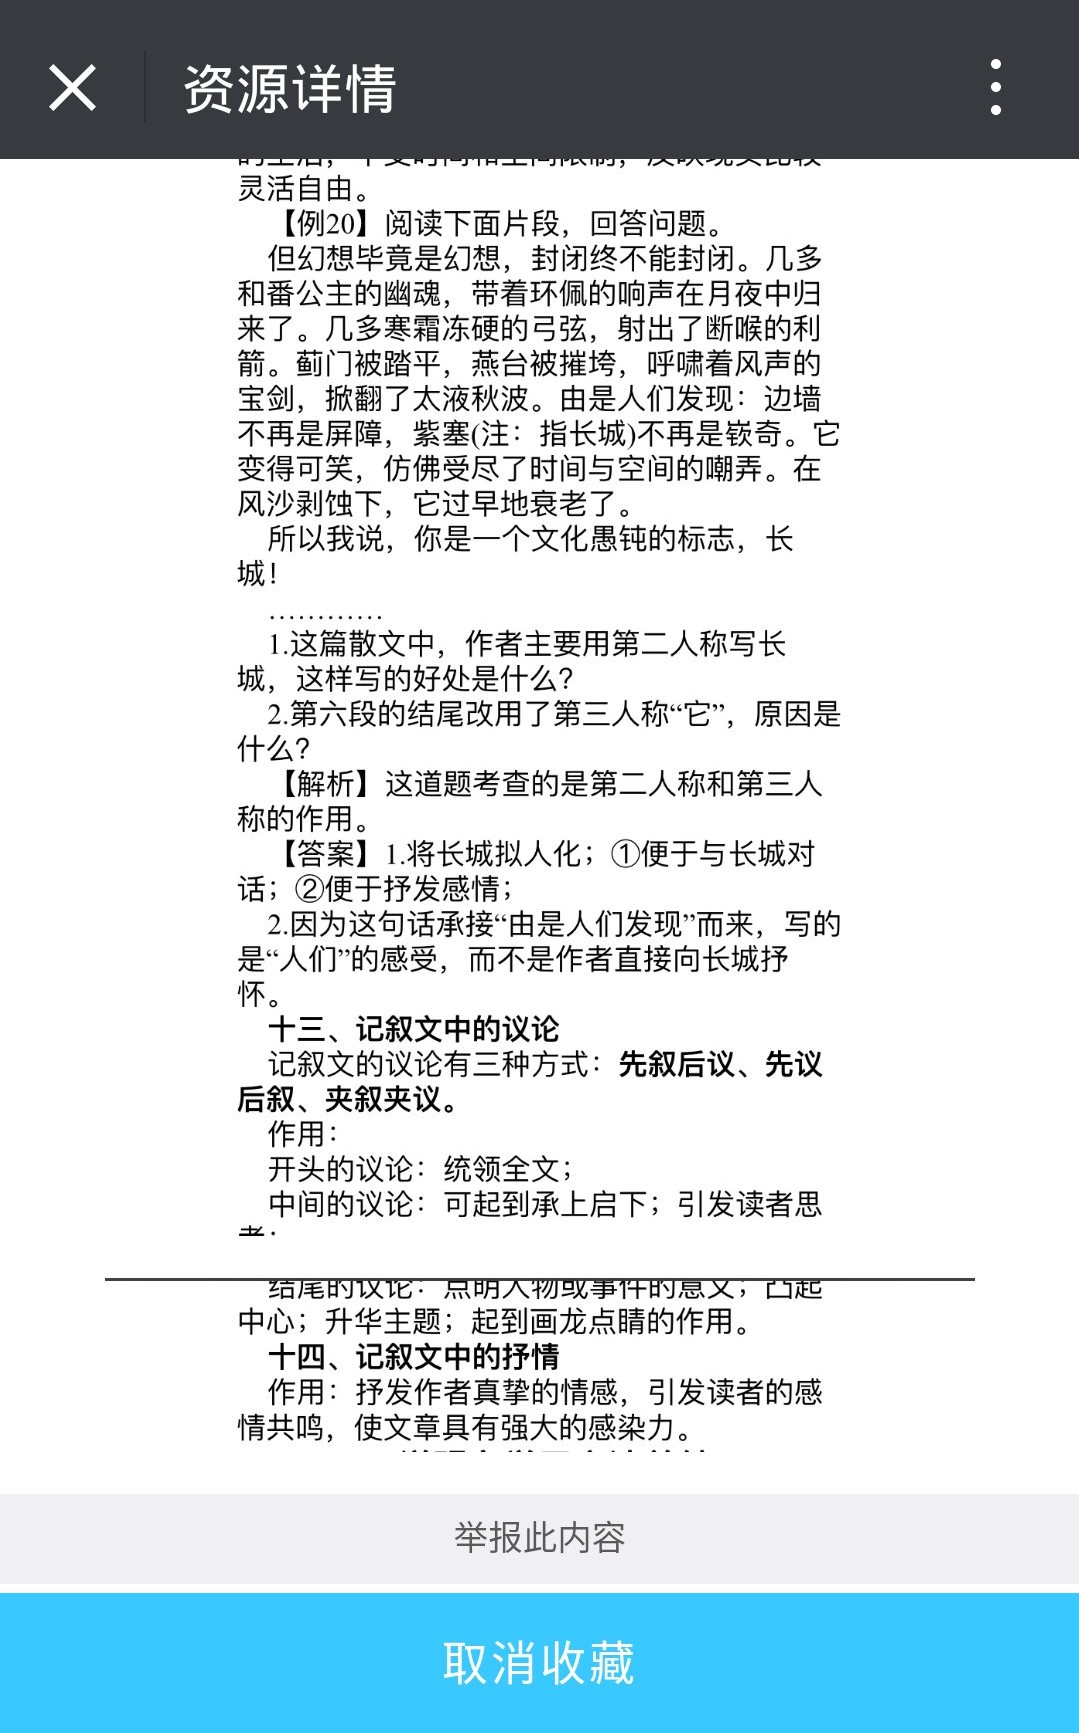 资源详情
灵活自由。
【例20】阅读下面片段，回答问题。
但幻想毕竟是幻想，封闭终不能封闭。几多
和番公主的幽魂，带着环佩的响声在月夜中归
来了。几多寒霜冻硬的弓弦，射出了断喉的利
箭。蓟门被踏平，燕台被摧垮，呼啸着风声的
宝剑，掀翻了太液秋波。由是人们发现：边墙
不再是屏障，紫塞(注：指长城)不再是嵚奇。它
变得可笑，仿佛受尽了时间与空间的嘲弄。在
风沙剥蚀下，它过早地衰老了。
所以我说，你是一个文化愚钝的标志，长
城！
…………
1.这篇散文中，作者主要用第二人称写长
城，这样写的好处是什么？
2.第六段的结尾改用了第三人称“它”，原因是
什么？
【解析】这道题考查的是第二人称和第三人
称的作用。
【答案】1.将长城拟人化；①便于与长城对
话；②便于抒发感情；
2.因为这句话承接“由是人们发现”而来，写的
是“人们”的感受，而不是作者直接向长城抒
怀。
十三、记叙文中的议论
记叙文的议论有三种方式：先叙后议、先议
后叙、夹叙夹议。
作用：
开头的议论：统领全文；
中间的议论：可起到承上启下；引发读者思
结尾的议论：点明人物或事件的意义；凸起
中心；升华主题；起到画龙点睛的作用。
十四、记叙文中的抒情
作用：抒发作者真挚的情感，引发读者的感
情共鸣，使文章具有强大的感染力。
举报此内容
取消收藏